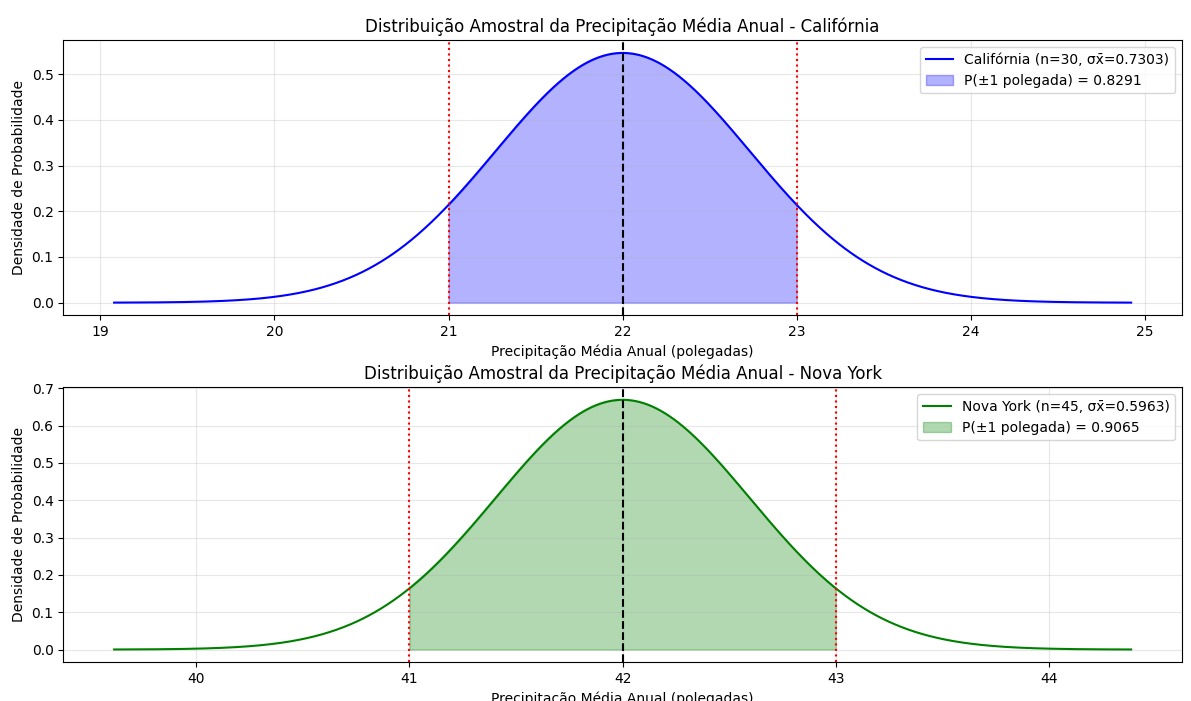 Distribuição Amostral da Precipitação Média Anual - Califórnia
Densidade de Probabilidade
0.5
0.4
0.3
0.2
0.1
0.0
Califórnia (n=30, σx̄=0.7303)
P(±1 polegada) = 0.8291
19 20 21 22 23 24 25
Precipitação Média Anual (polegadas)
Distribuição Amostral da Precipitação Média Anual - Nova York
Densidade de Probabilidade
0.7
0.6
0.5
0.4
0.3
0.2
0.1
0.0
Nova York (n=45, σx̄=0.5963)
P(±1 polegada) = 0.9065
40 41 42 43 44
Precipitação Média Anual (polegadas)